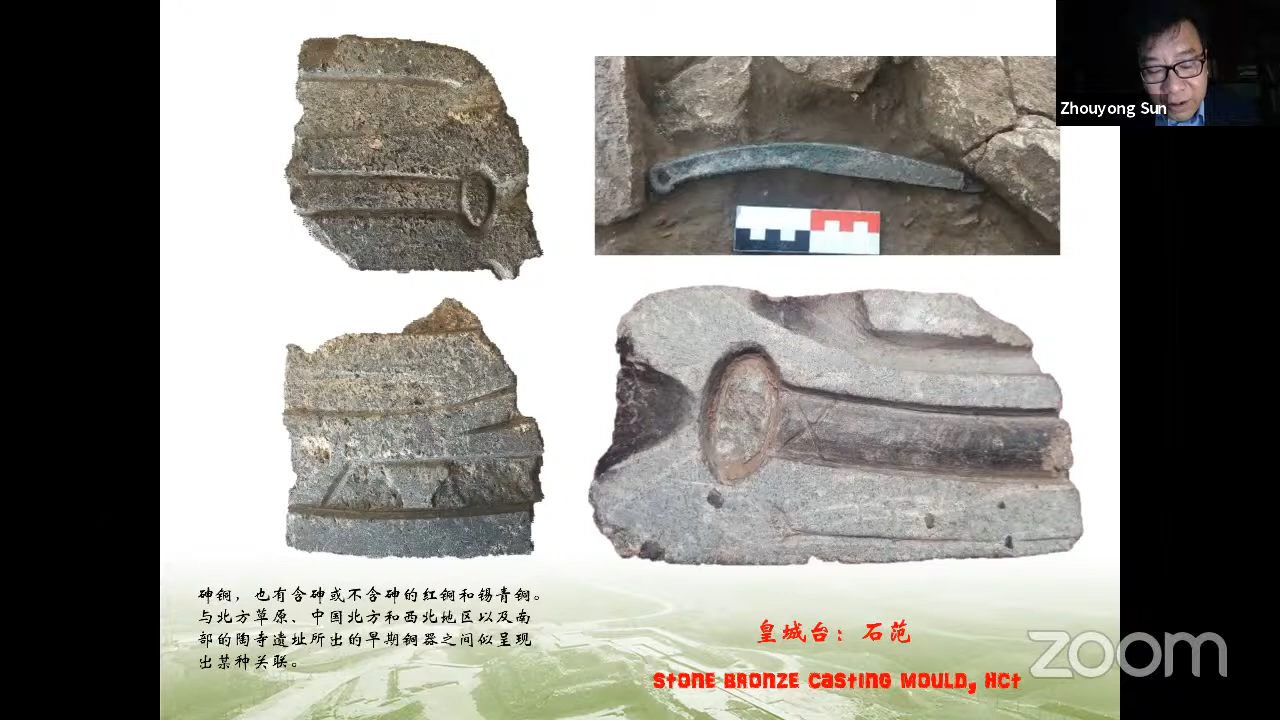 Zhouyong Sun
砷铜，也有含砷或不含砷的红铜和锡青铜。
与北方草原、中国北方和西北地区以及南
部的陶寺遗址所出的早期铜器之间似呈现
出某种关联。
皇城台：石范
STONE BRONZE CASTING MOULD, HCT
zoom